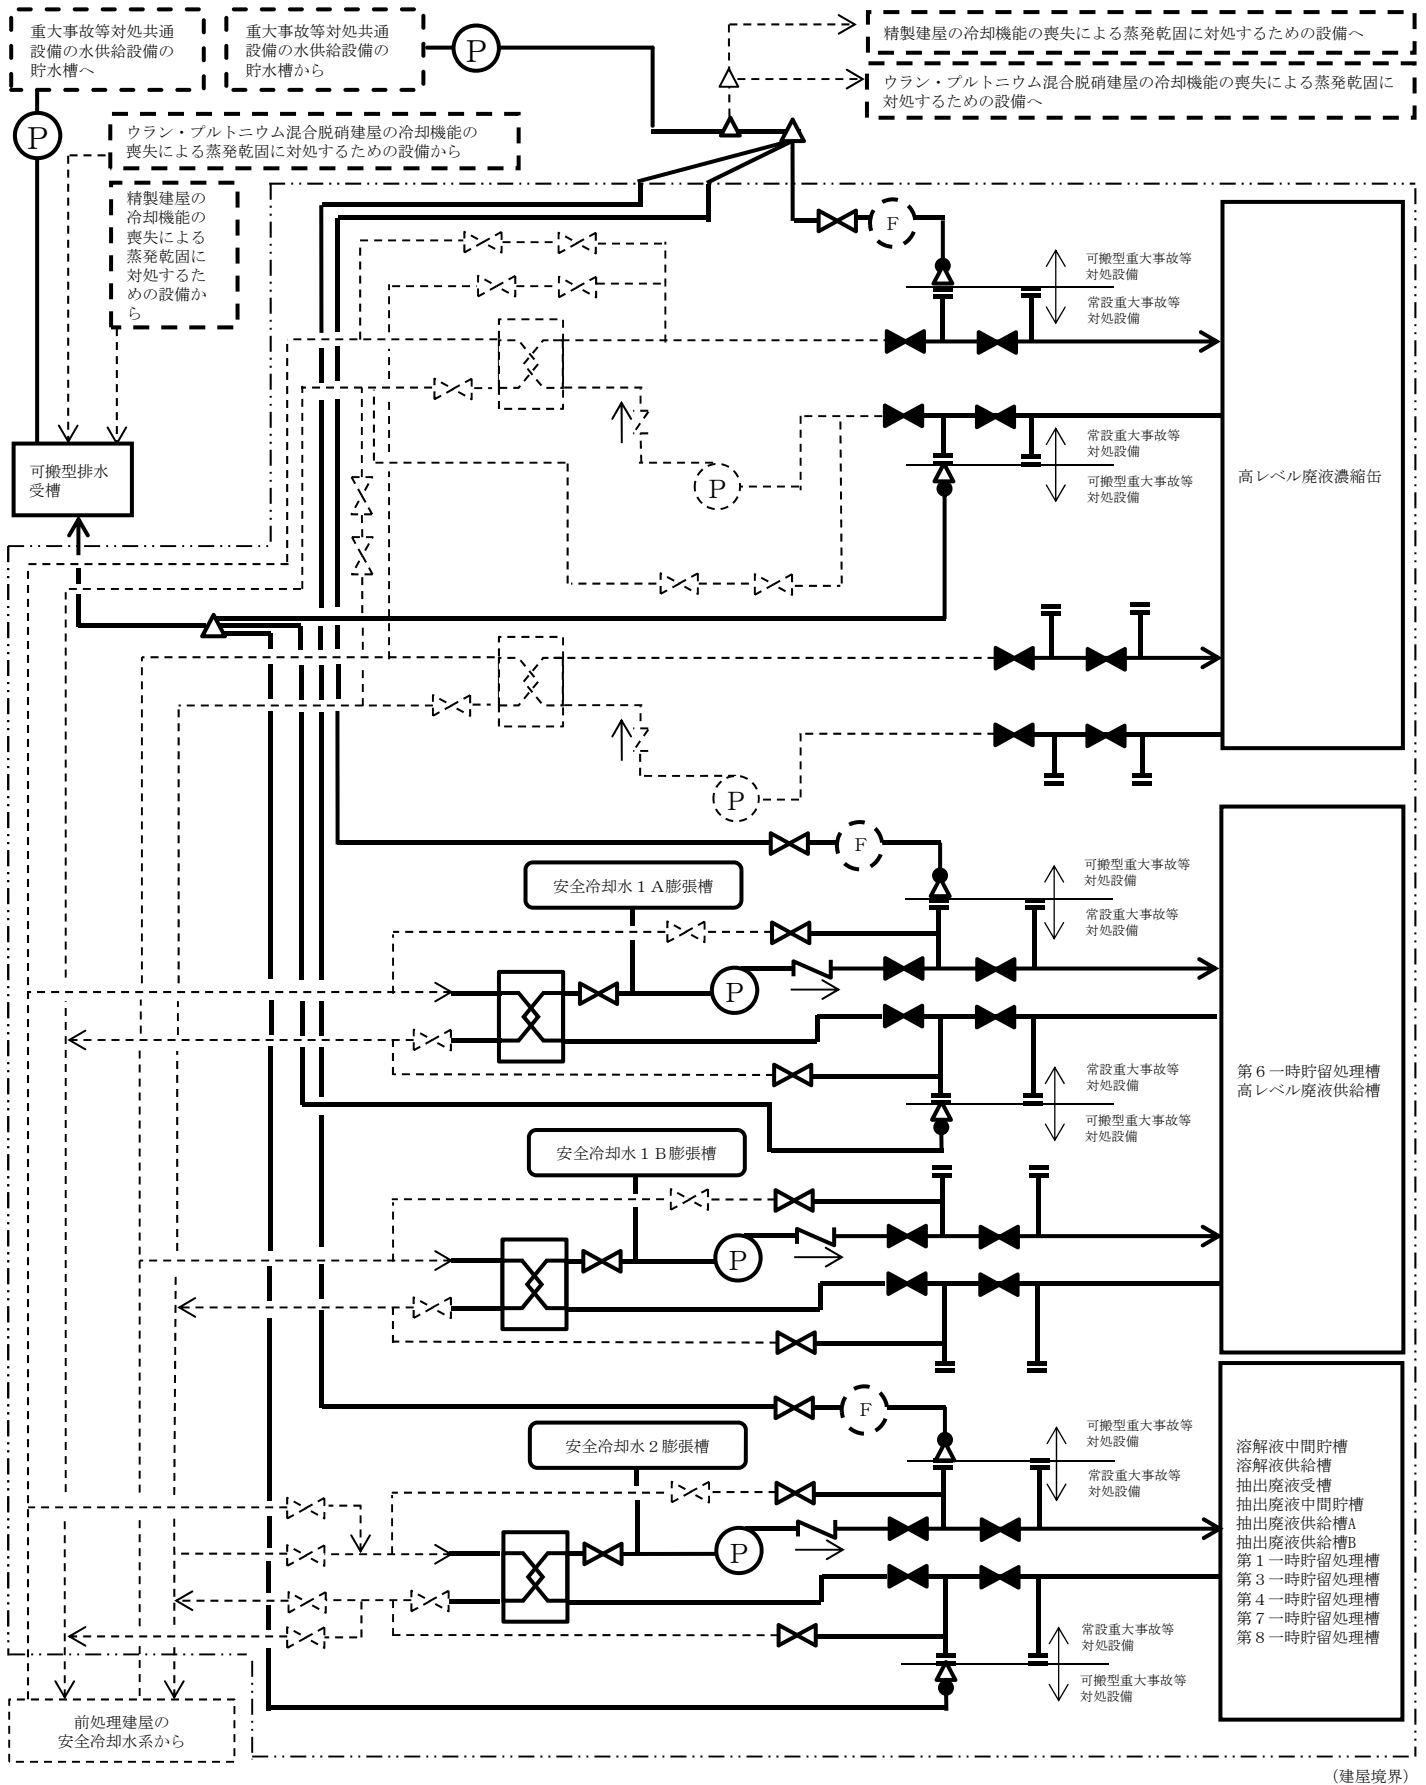 重大事故等対処共通
設備の水供給設備の
貯水槽へ
重大事故等対処共通
設備の水供給設備の
貯水槽から
P
P
精製建屋の冷却機能の喪失による蒸発乾固に対処するための設備へ
ウラン・プルトニウム混合脱硝建屋の冷却機能の喪失による蒸発乾固に
対処するための設備へ
ウラン・プルトニウム混合脱硝建屋の冷却機能の
喪失による蒸発乾固に対処するための設備から
精製建屋の
冷却機能の
喪失による
蒸発乾固に
対処するた
めの設備か
ら
F
可搬型重大事故等
対処設備
常設重大事故等
対処設備
可搬型排水
受槽
常設重大事故等
対処設備
可搬型重大事故等
対処設備
P
高レベル廃液濃縮缶
P
F
可搬型重大事故等
対処設備
常設重大事故等
対処設備
安全冷却水１Ａ膨張槽
P
常設重大事故等
対処設備
可搬型重大事故等
対処設備
第６一時貯留処理槽
高レベル廃液供給槽
安全冷却水１Ｂ膨張槽
P
F
可搬型重大事故等
対処設備
常設重大事故等
対処設備
安全冷却水２膨張槽
P
溶解液中間貯槽
溶解液供給槽
抽出廃液受槽
抽出廃液中間貯槽
抽出廃液供給槽A
抽出廃液供給槽B
第１一時貯留処理槽
第３一時貯留処理槽
第４一時貯留処理槽
第７一時貯留処理槽
第８一時貯留処理槽
常設重大事故等
対処設備
可搬型重大事故等
対処設備
前処理建屋の
安全冷却水系から
（建屋境界）